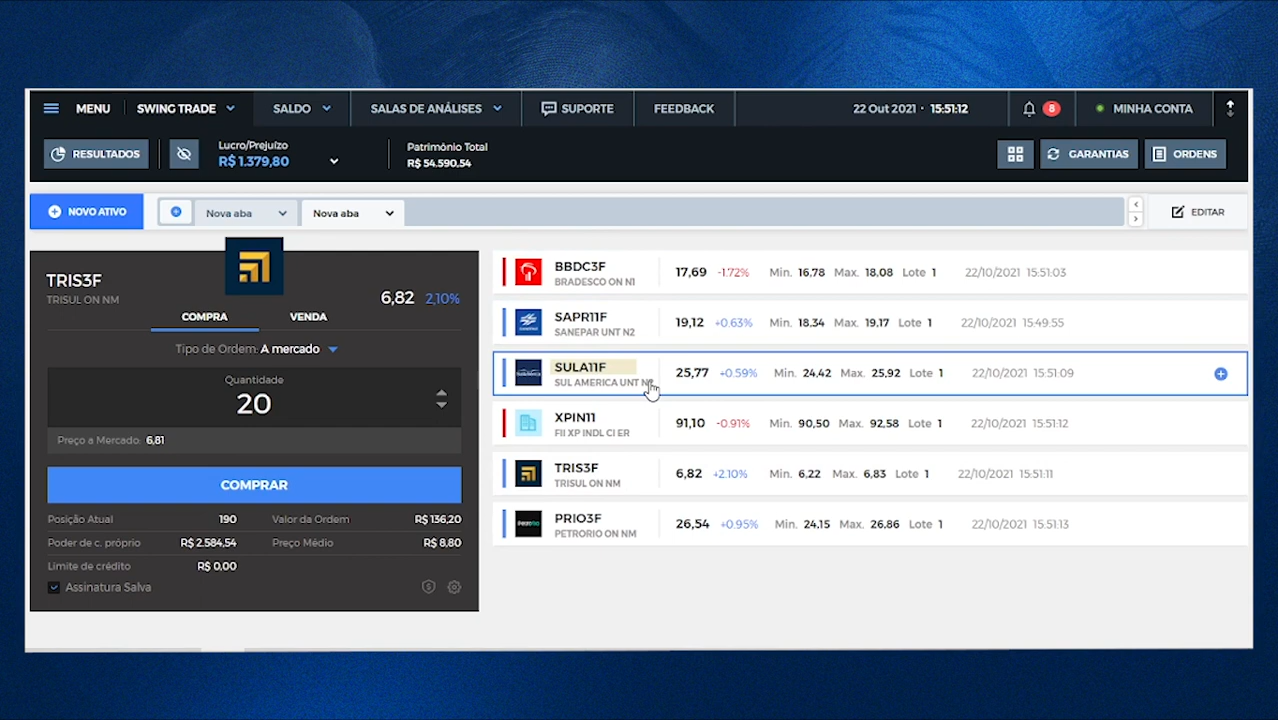 MENU
SWING TRADE
SALDO
SALAS DE ANÁLISES
SUPORTE
FEEDBACK
22 Out 2021 · 15:51:12
8
MINHA CONTA
RESULTADOS
Lucro/Prejuízo
R$ 1.379,80
Patrimônio Total
R$ 54.590,54
GARANTIAS
ORDENS
NOVO ATIVO
Nova aba
Nova aba
EDITAR
TRIS3F
TRISUL ON NM
6,82 2,10%
COMPRA
VENDA
Tipo de Ordem: A mercado
Quantidade
20
Preço a Mercado: 6,81
COMPRAR
Posição Atual 190 Valor da Ordem R$ 136,20
Poder de c. próprio R$ 2.584,54 Preço Médio R$ 8,80
Limite de crédito R$ 0,00
Assinatura Salva
BBDC3F
BRADESCO ON N1
17,69 -1.72% Min. 16.78 Max. 18.08 Lote 1 22/10/2021 15:51:03
SAPR11F
SANEPAR UNT N2
19,12 +0.63% Min. 18.34 Max. 19,17 Lote 1 22/10/2021 15:49:55
SULA11F
SUL AMERICA UNT
25,77 +0.59% Min. 24,42 Max. 25,92 Lote 1 22/10/2021 15:51:09
XPIN11
FII XP INDL CI ER
91,10 -0.91% Min. 90,50 Max. 92,58 Lote 1 22/10/2021 15:51:12
TRIS3F
TRISUL ON NM
6,82 +2.10% Min. 6,22 Max. 6,83 Lote 1 22/10/2021 15:51:11
PRIO3F
PETRORIO ON NM
26,54 +0.95% Min. 24.15 Max. 26,86 Lote 1 22/10/2021 15:51:13